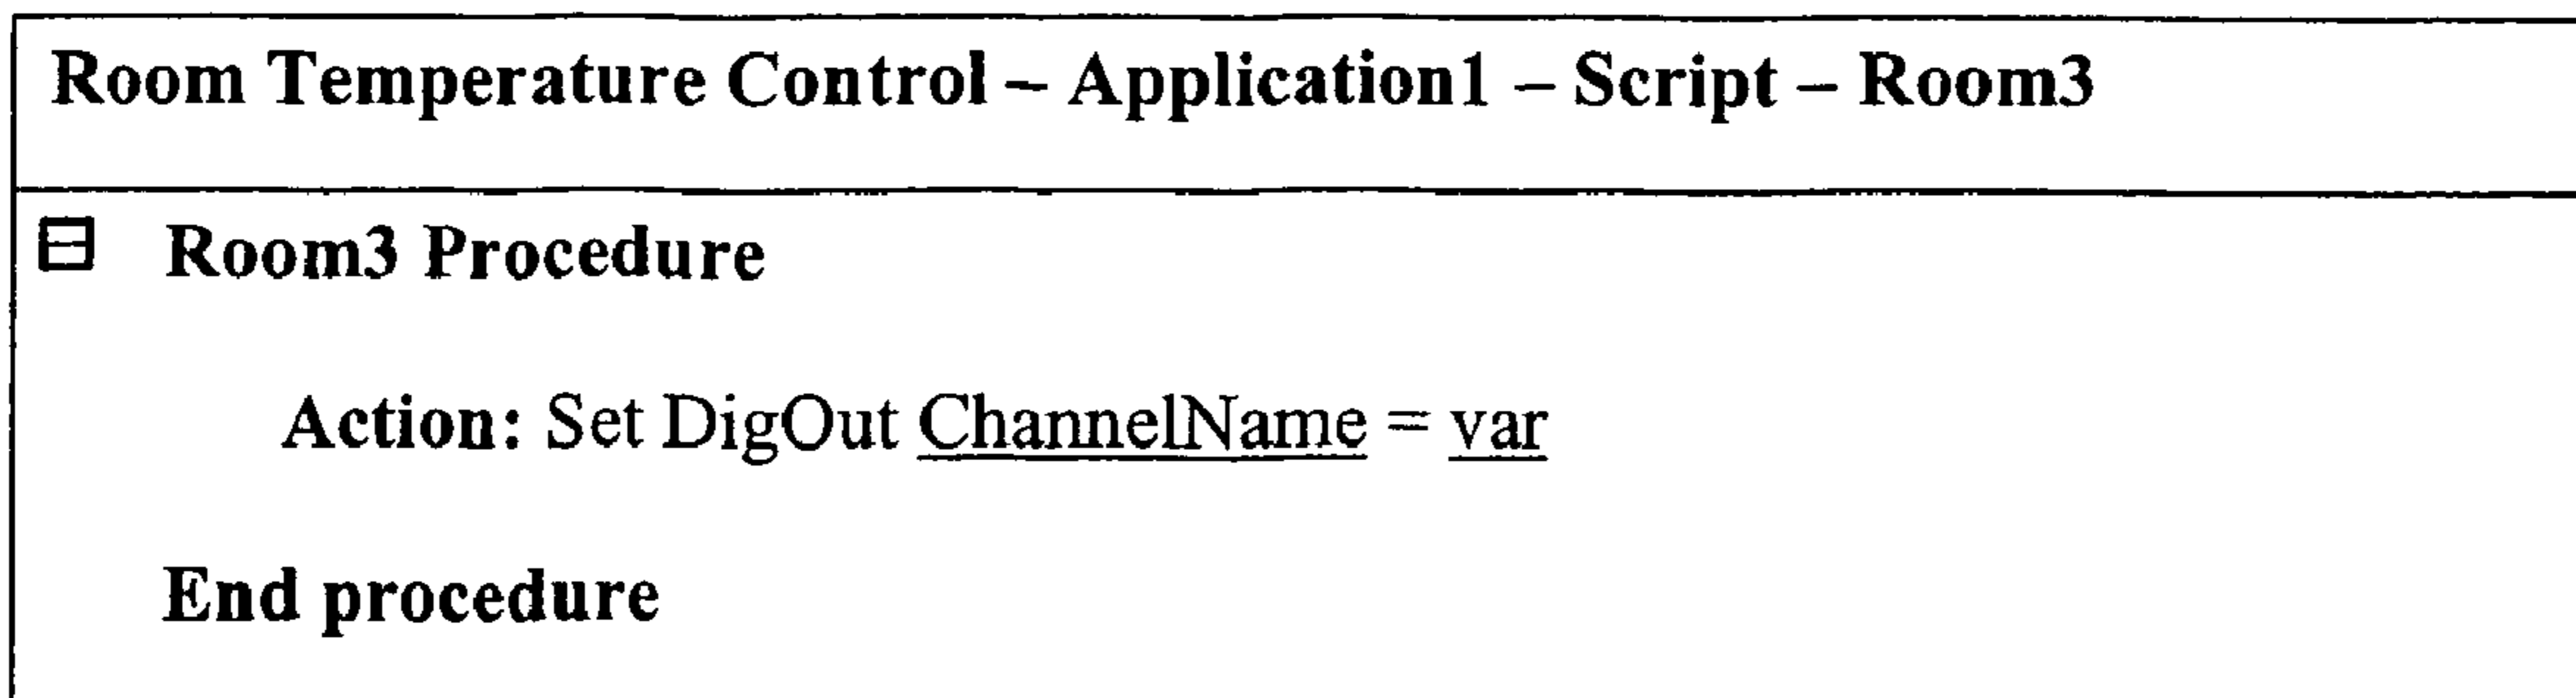 Room Temperature Control – Application1 – Script – Room3
Room3 Procedure
Action: Set DigOut ChannelName = var
End procedure